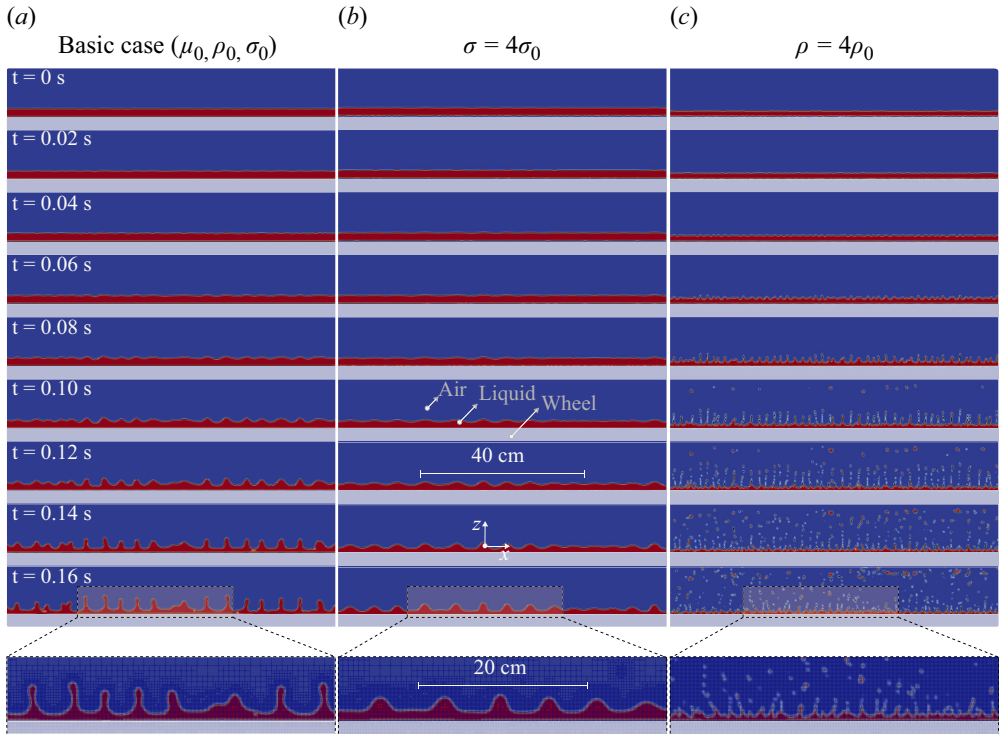 (a)
(b)
(c)
Basic case (μ₀, ρ₀, σ₀)
σ = 4σ₀
ρ = 4ρ₀
t = 0 s
t = 0.02 s
t = 0.04 s
t = 0.06 s
t = 0.08 s
t = 0.10 s
Air
Liquid
Wheel
t = 0.12 s
40 cm
t = 0.14 s
z
x
t = 0.16 s
20 cm